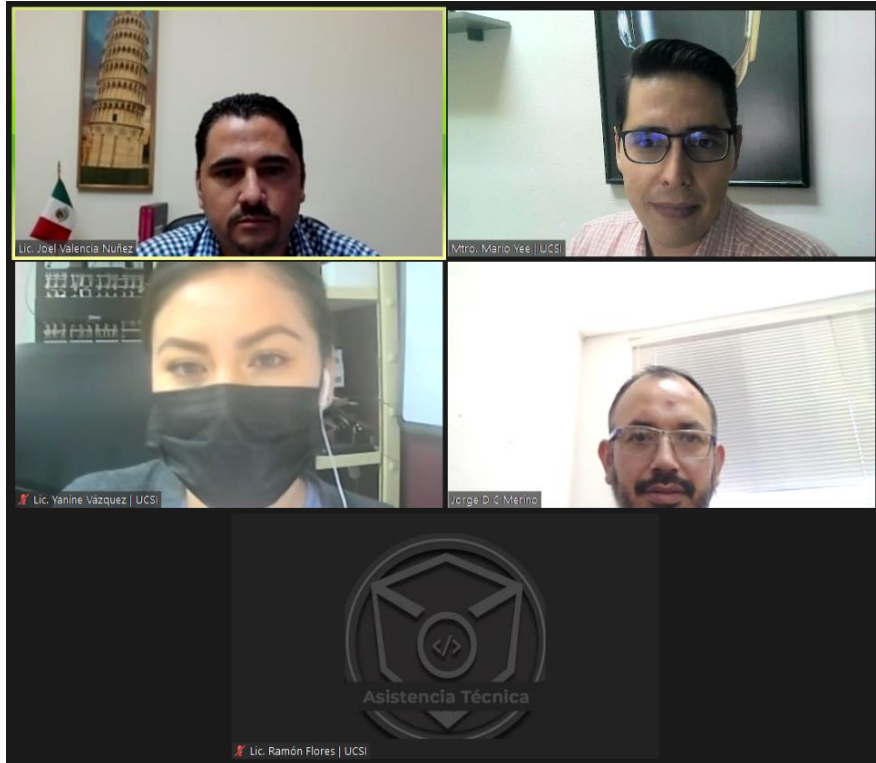 Lic. Joel Valencia Nuñez
Mtro. Mario Yee | UCSI
Lic. Yanine Vázquez | UCSI
Jorge D C Merino
</>
Asistencia Técnica
Lic. Ramón Flores | UCSI